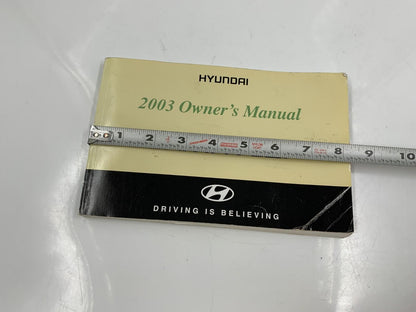 HYUNDAI
2003 Owner's Manual
1 2 3 4 5 6 7 8 9 10
DRIVING IS BELIEVING